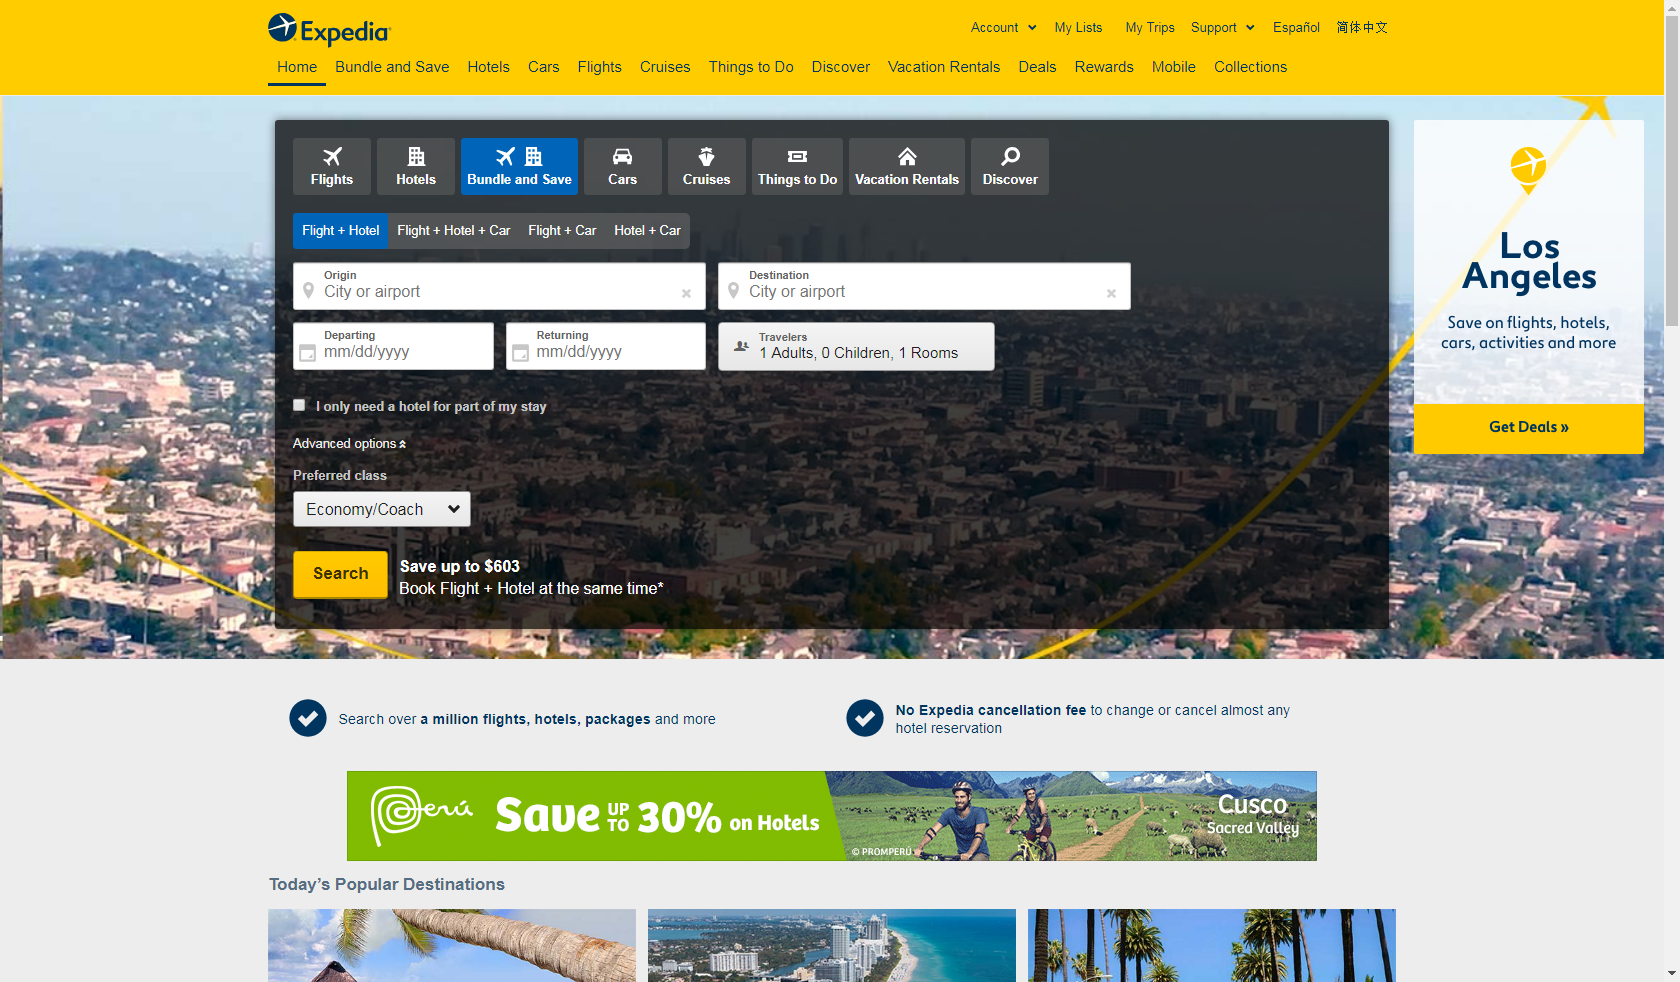 Expedia
Account
My Lists
My Trips
Support
Español
简体中文
Home
Bundle and Save
Hotels
Cars
Flights
Cruises
Things to Do
Discover
Vacation Rentals
Deals
Rewards
Mobile
Collections
Flights
Hotels
Bundle and Save
Cars
Cruises
Things to Do
Vacation Rentals
Discover
Flight + Hotel
Flight + Hotel + Car
Flight + Car
Hotel + Car
Origin
City or airport
Destination
City or airport
Departing
mm/dd/yyyy
Returning
mm/dd/yyyy
Travelers
1 Adults, 0 Children, 1 Rooms
I only need a hotel for part of my stay
Advanced options
Preferred class
Economy/Coach
Search
Save up to $603
Book Flight + Hotel at the same time*
Los
Angeles
Save on flights, hotels,
cars, activities and more
Get Deals »
Search over a million flights, hotels, packages and more
No Expedia cancellation fee to change or cancel almost any
hotel reservation
Perú
Save UP TO 30% on Hotels
© PROMPERÚ
Cusco
Sacred Valley
Today's Popular Destinations